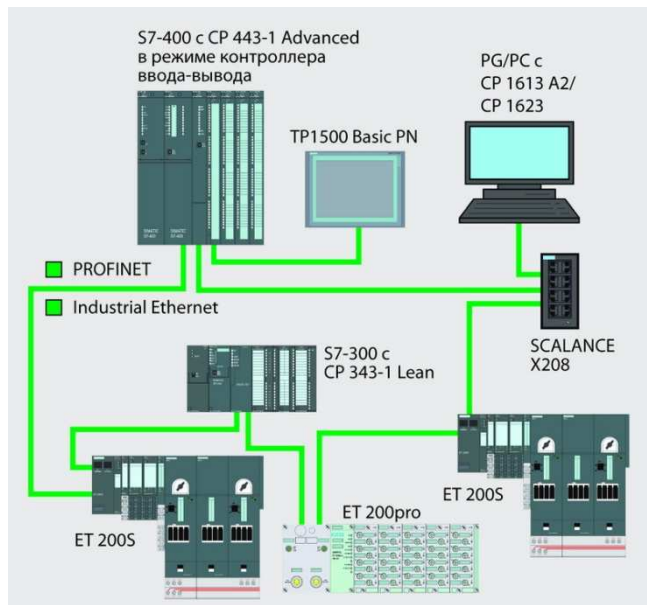 S7-400 с CP 443-1 Advanced
в режиме контроллера
ввода-вывода
PG/PC с
CP 1613 A2/
CP 1623
TP1500 Basic PN
PROFINET
Industrial Ethernet
SCALANCE
X208
S7-300 с
CP 343-1 Lean
ET 200S
ET 200pro
ET 200S